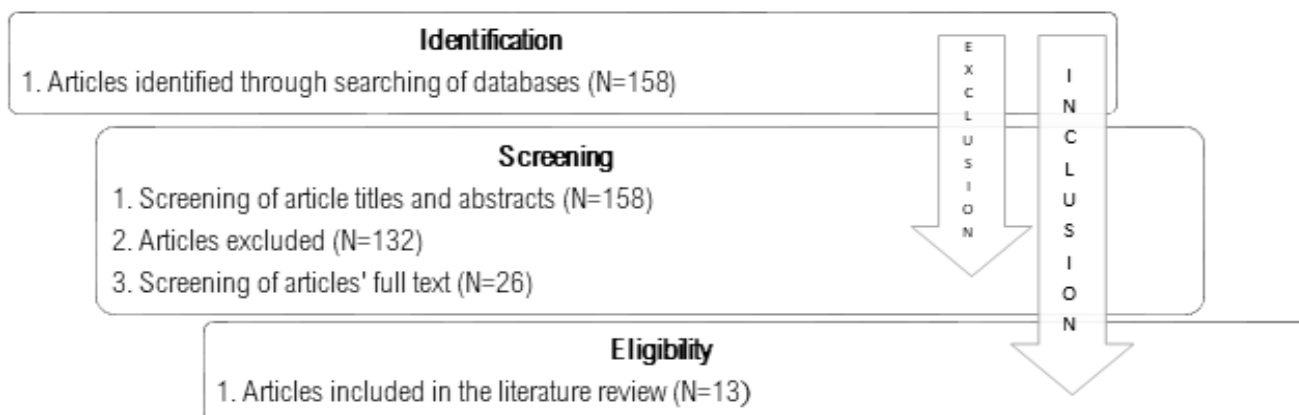 Identification
1. Articles identified through searching of databases (N=158)
Screening
1. Screening of article titles and abstracts (N=158)
2. Articles excluded (N=132)
3. Screening of articles' full text (N=26)
Eligibility
1. Articles included in the literature review (N=13)
EXCLUSION
INCLUSION